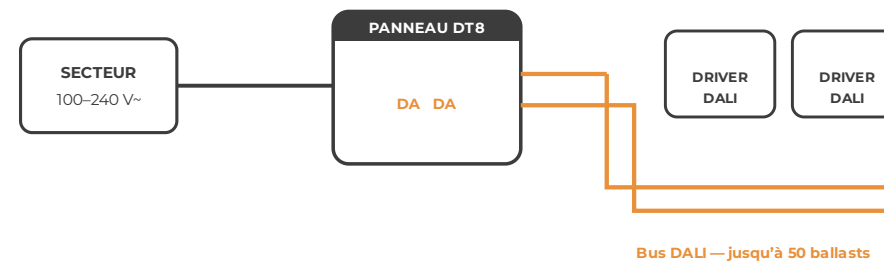 PANNEAU DT8
SECTEUR
100–240 V~
DA DA
DRIVER
DALI
DRIVER
DALI
Bus DALI — jusqu'à 50 ballasts